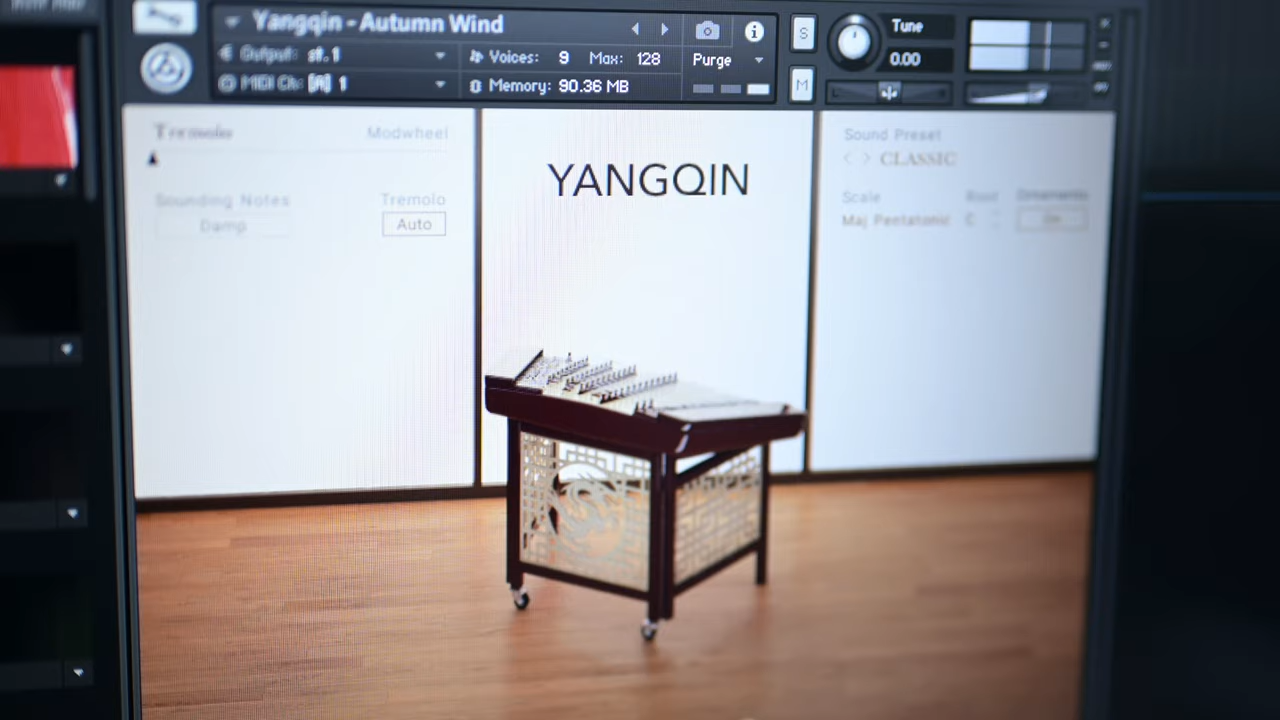 Yangqin - Autumn Wind
Output: st.1
Voices: 9 Max: 128
Purge
MIDI Ch: [A] 1
Memory: 90.36 MB
S
M
Tune
0.00
Tremolo
Modwheel
Sounding Notes
Damp
Tremolo
Auto
YANGQIN
Sound Preset
< > CLASSIC
Scale Root Ornaments
Maj Pentatonic C On